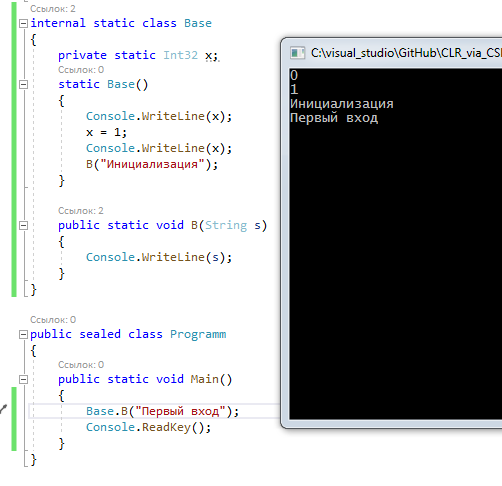 Ссылок: 2
internal static class Base
{
private static Int32 x;
Ссылок: 0
static Base()
{
Console.WriteLine(x);
x = 1;
Console.WriteLine(x);
B("Инициализация");
}
Ссылок: 2
public static void B(String s)
{
Console.WriteLine(s);
}
}
Ссылок: 0
public sealed class Programm
{
Ссылок: 0
public static void Main()
{
Base.B("Первый вход");
Console.ReadKey();
}
}
C:\visual_studio\GitHub\CLR_via_CS
0
1
Инициализация
Первый вход